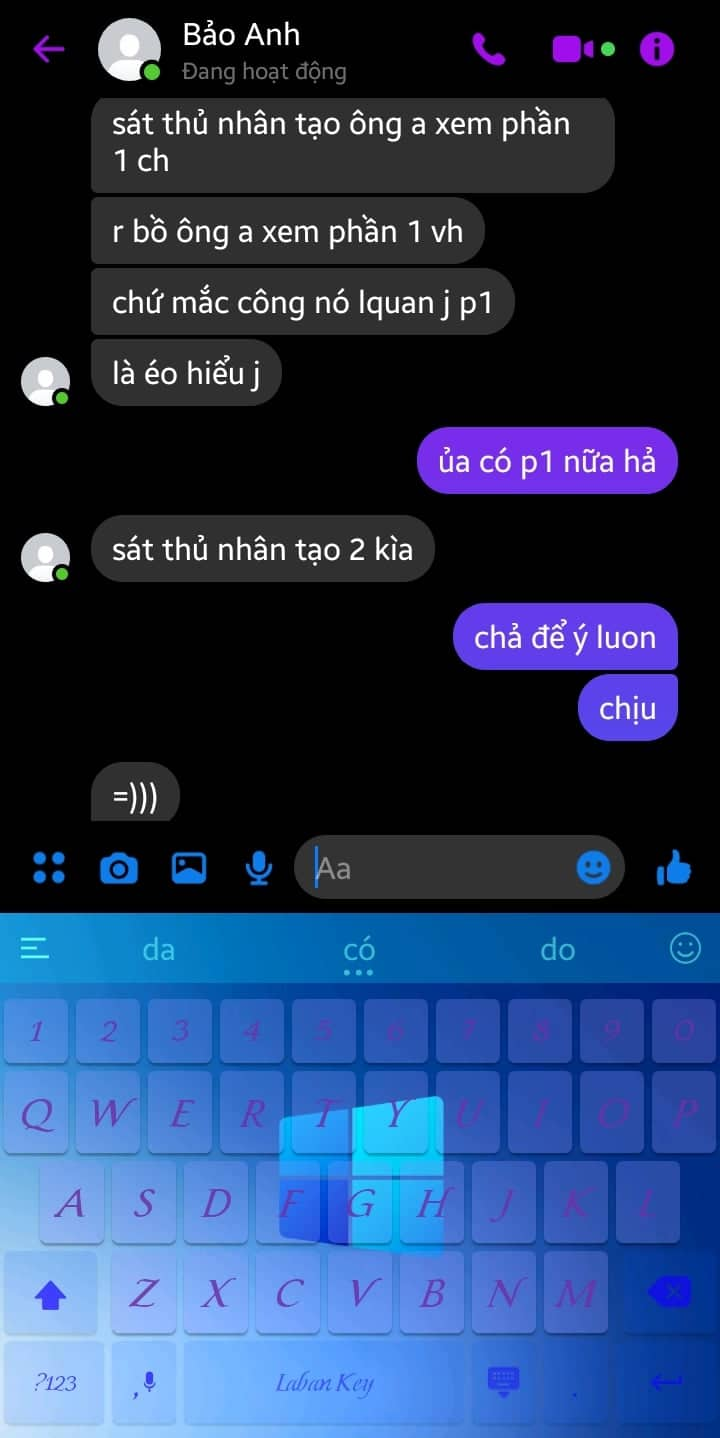 Bảo Anh
Đang hoạt động
sát thủ nhân tạo ông a xem phần
1 ch
r bồ ông a xem phần 1 vh
chứ mắc công nó lquan j p1
là éo hiểu j
ủa có p1 nữa hả
sát thủ nhân tạo 2 kìa
chả để ý luon
chịu
=)))
Aa
da có do
1 2 3 4 5 6 7 8 9 0
Q W E R T Y U I O P
A S D F G H J K L
Z X C V B N M
?123 , Laban Key .